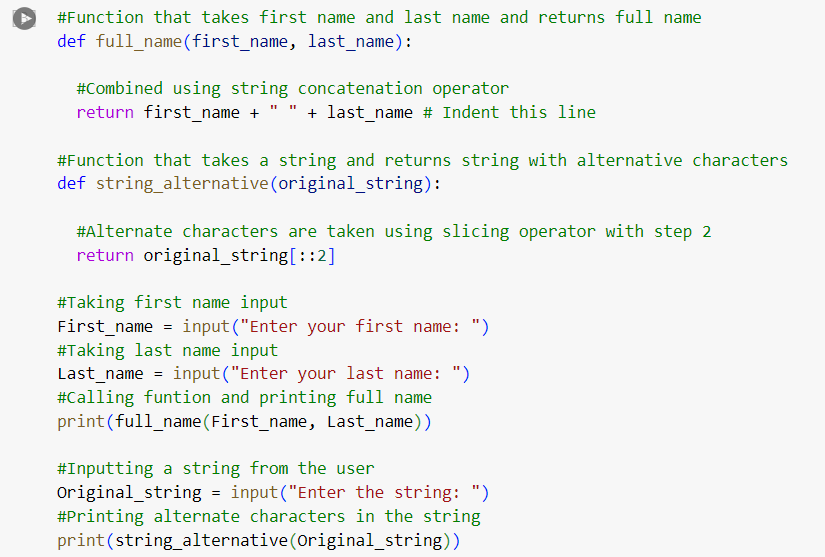 #Function that takes first name and last name and returns full name
def full_name(first_name, last_name):
#Combined using string concatenation operator
return first_name + " " + last_name # Indent this line
#Function that takes a string and returns string with alternative characters
def string_alternative(original_string):
#Alternate characters are taken using slicing operator with step 2
return original_string[::2]
#Taking first name input
First_name = input("Enter your first name: ")
#Taking last name input
Last_name = input("Enter your last name: ")
#Calling funtion and printing full name
print(full_name(First_name, Last_name))
#Inputting a string from the user
Original_string = input("Enter the string: ")
#Printing alternate characters in the string
print(string_alternative(Original_string))